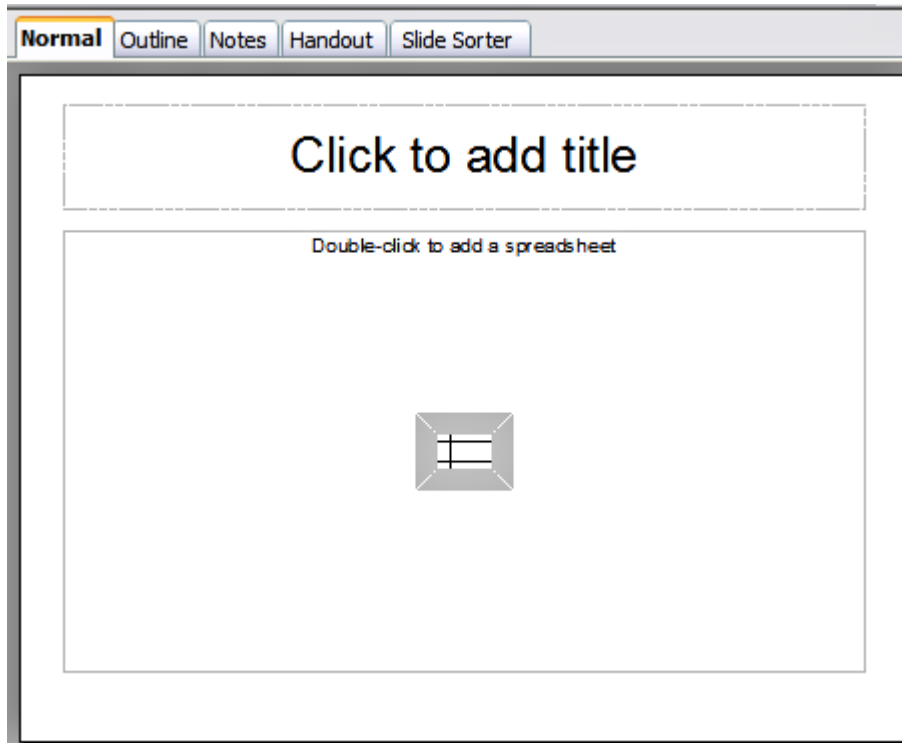 Normal Outline Notes Handout Slide Sorter
Click to add title
Double-click to add a spreadsheet